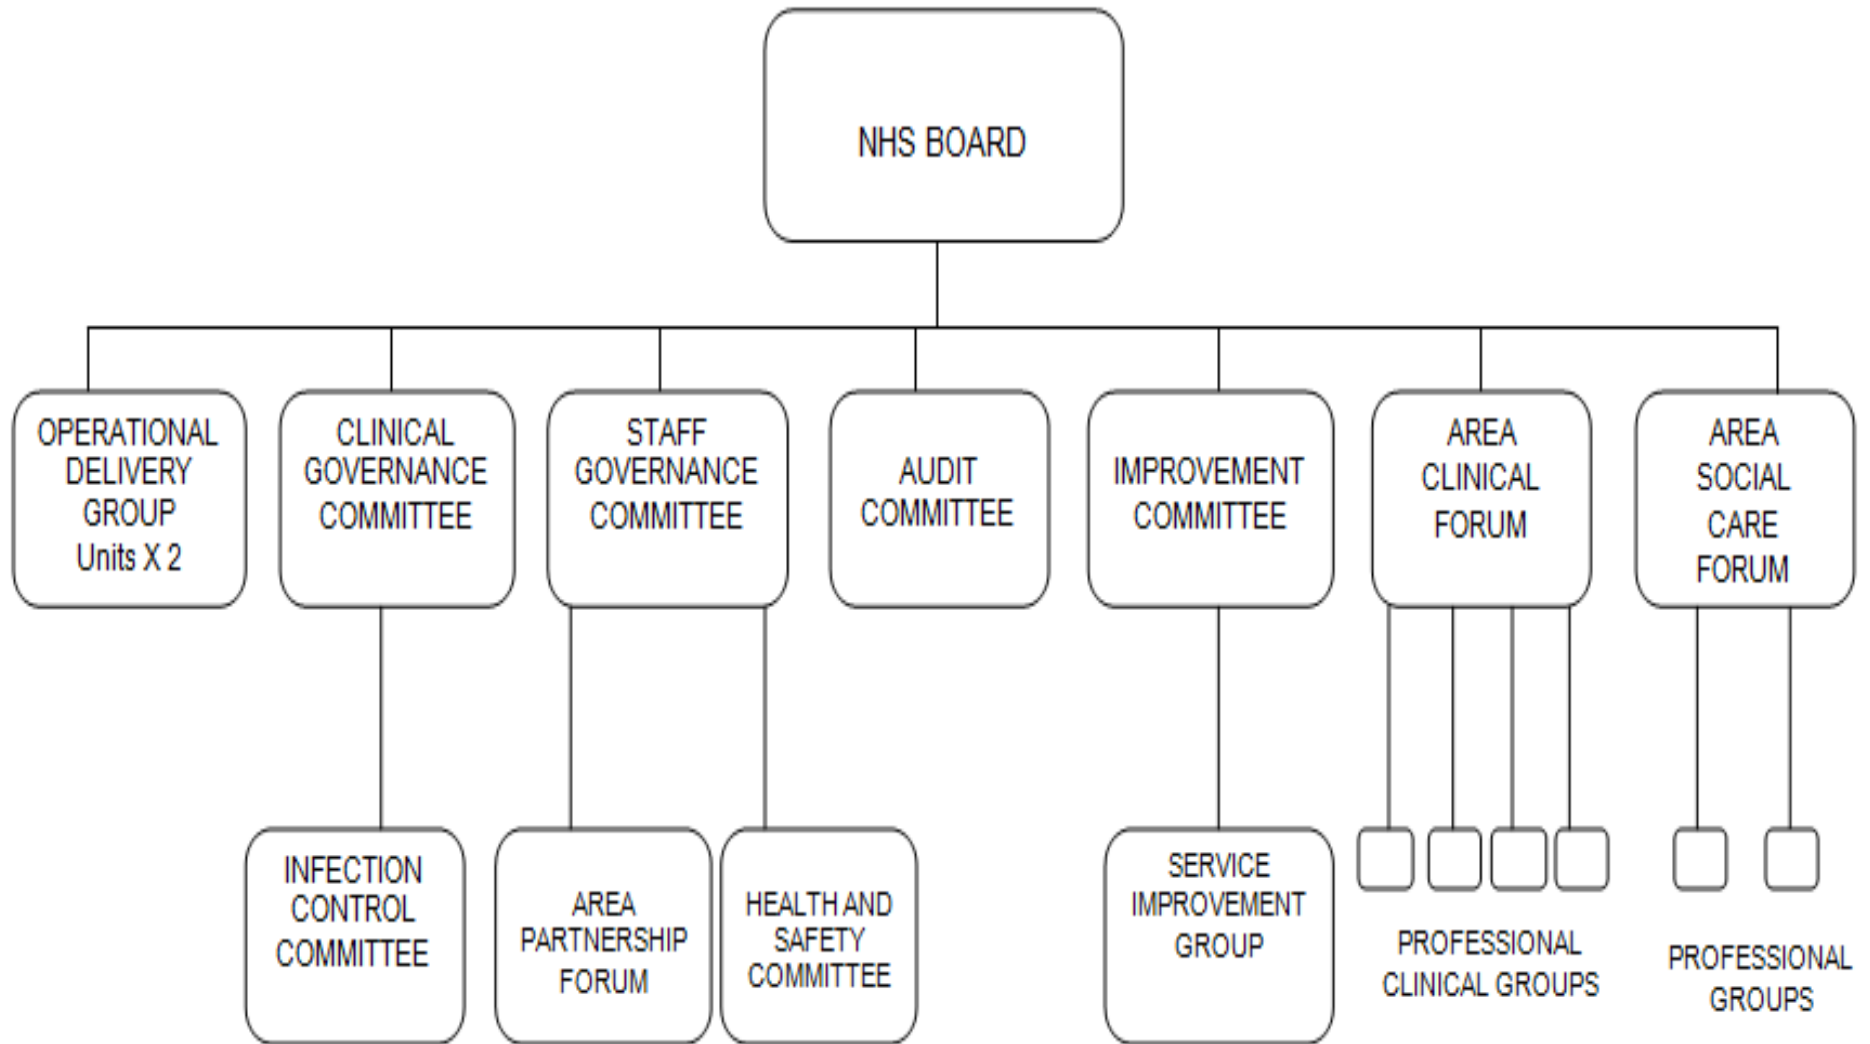 NHS BOARD
OPERATIONAL
DELIVERY
GROUP
Units X 2
CLINICAL
GOVERNANCE
COMMITTEE
STAFF
GOVERNANCE
COMMITTEE
AUDIT
COMMITTEE
IMPROVEMENT
COMMITTEE
AREA
CLINICAL
FORUM
AREA
SOCIAL
CARE
FORUM
INFECTION
CONTROL
COMMITTEE
AREA
PARTNERSHIP
FORUM
HEALTH AND
SAFETY
COMMITTEE
SERVICE
IMPROVEMENT
GROUP
PROFESSIONAL
CLINICAL GROUPS
PROFESSIONAL
GROUPS